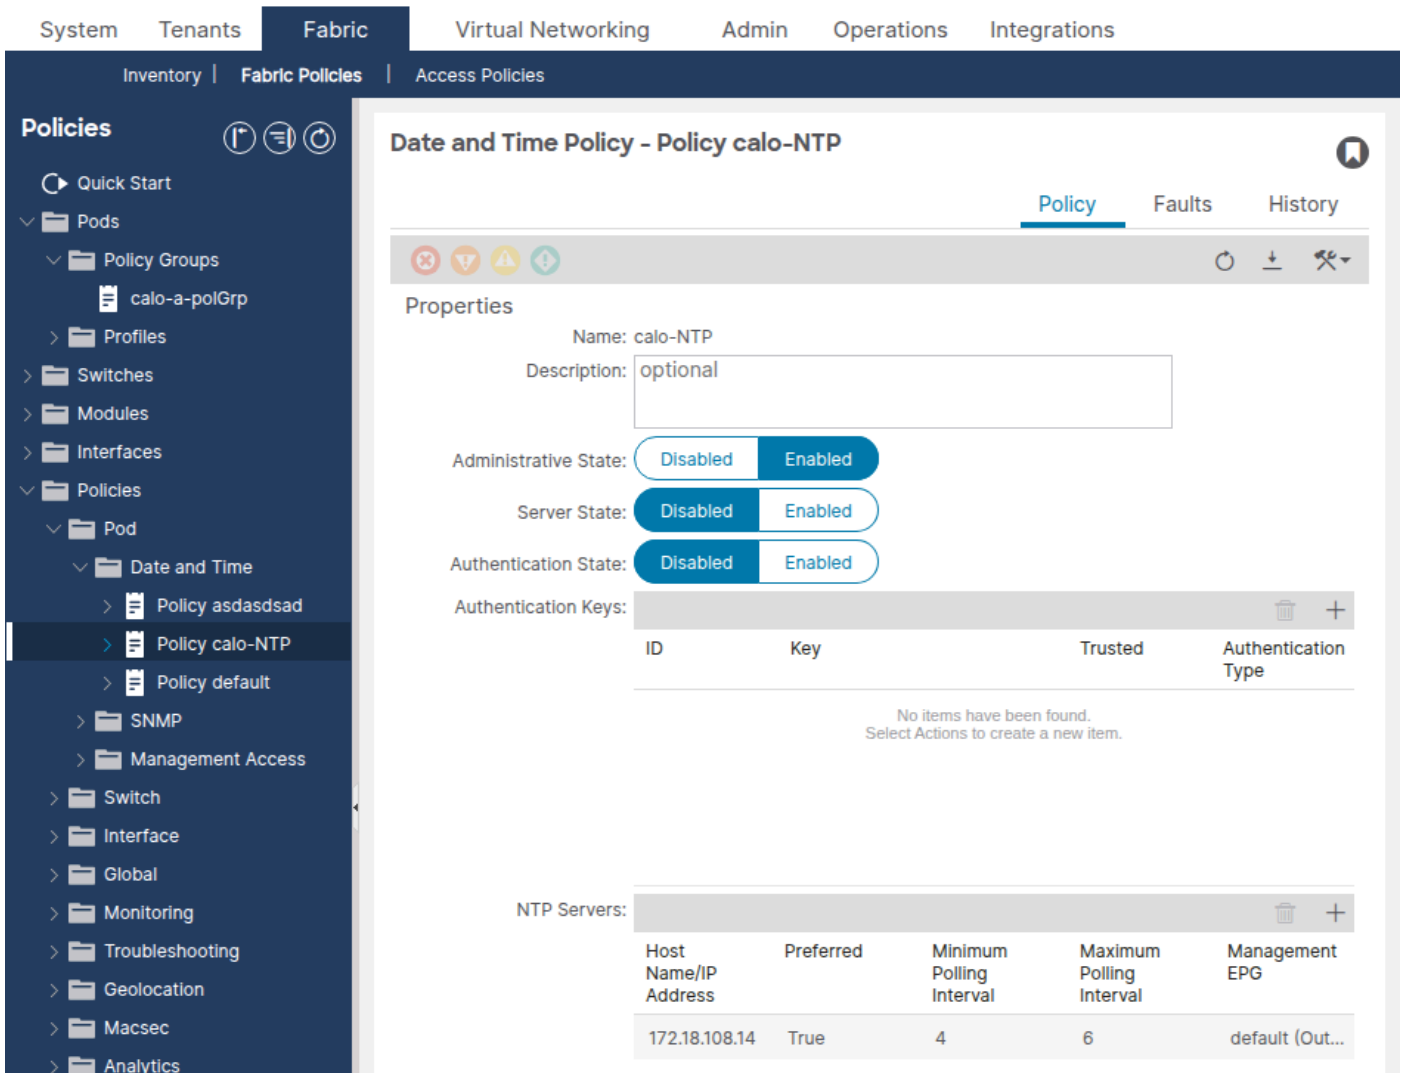 System Tenants Fabric Virtual Networking Admin Operations Integrations
Inventory | Fabric Policies | Access Policies
Policies
Quick Start
Pods
Policy Groups
calo-a-polGrp
Profiles
Switches
Modules
Interfaces
Policies
Pod
Date and Time
Policy asdasdsad
Policy calo-NTP
Policy default
SNMP
Management Access
Switch
Interface
Global
Monitoring
Troubleshooting
Geolocation
Macsec
Analytics
Date and Time Policy - Policy calo-NTP
Policy Faults History
Properties
Name: calo-NTP
Description: optional
Administrative State: Disabled Enabled
Server State: Disabled Enabled
Authentication State: Disabled Enabled
Authentication Keys:
ID Key Trusted Authentication
Type
No items have been found.
Select Actions to create a new item.
NTP Servers:
Host Preferred Minimum Maximum Management
Name/IP Polling Polling EPG
Address Interval Interval
172.18.108.14 True 4 6 default (Out...